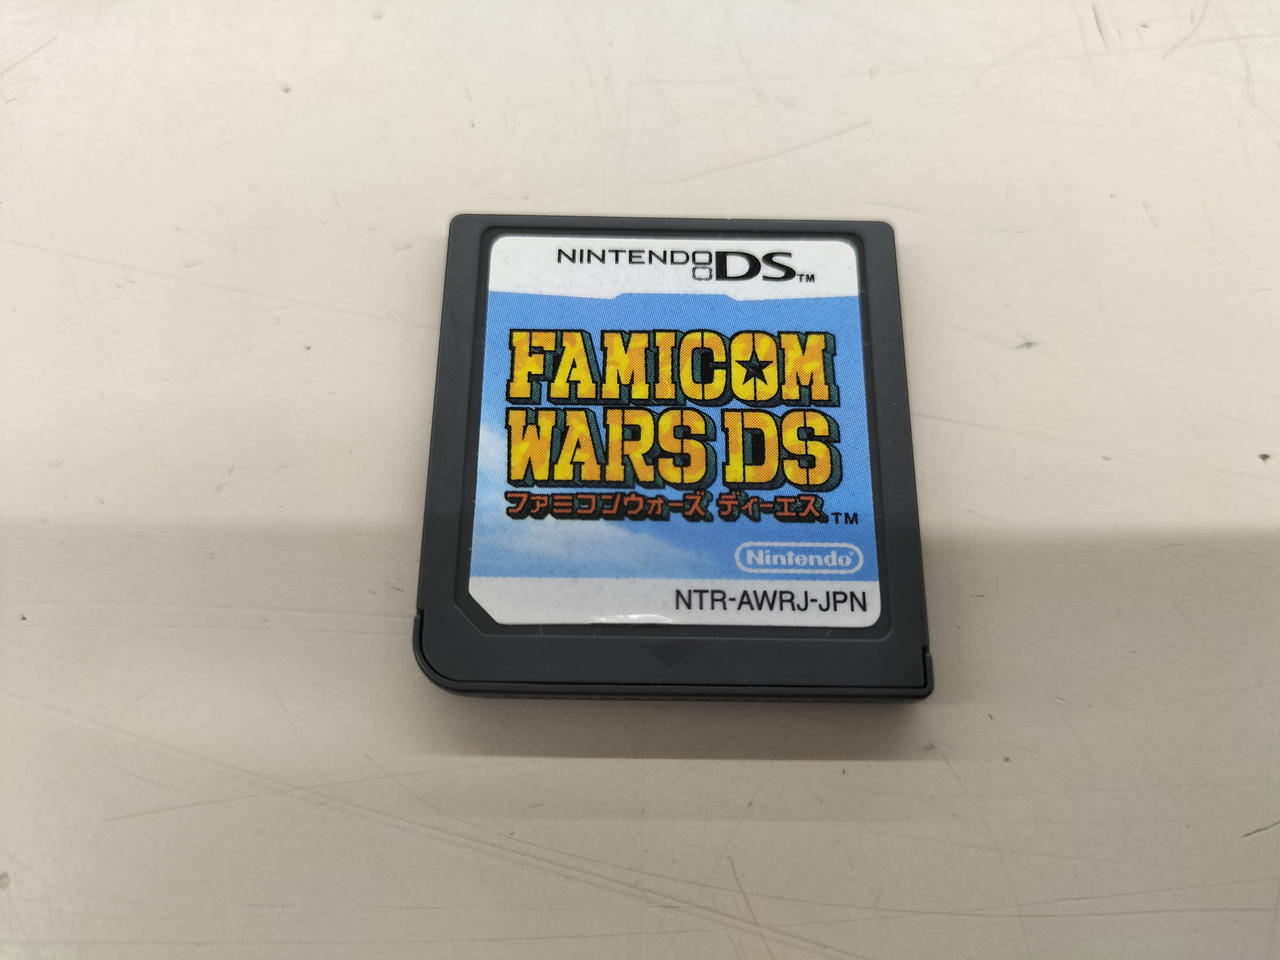 NINTENDO DS™
FAMICOM
WARS DS
ファミコンウォーズ ディーエス™
Nintendo®
NTR-AWRJ-JPN